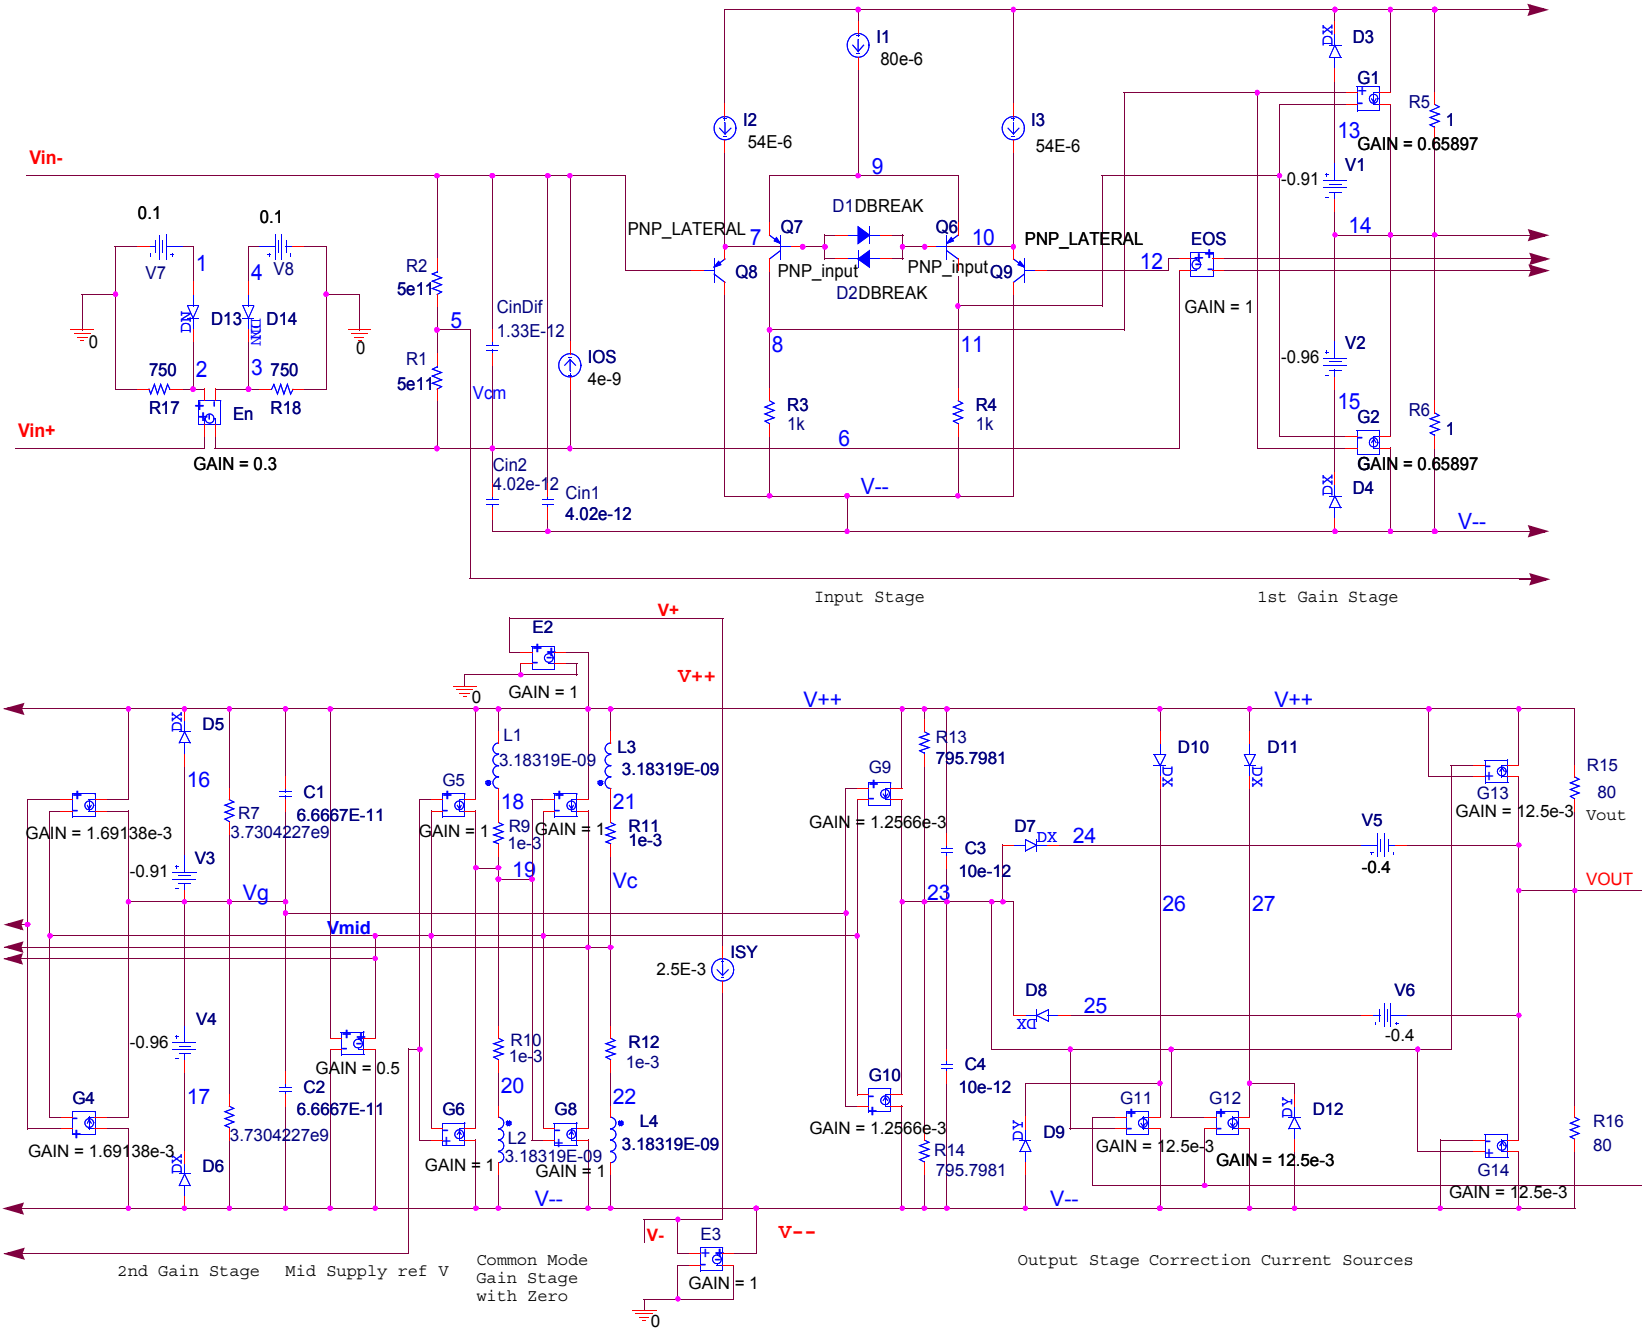 I1
80e-6
DX
D3
G1
R5
1
I2
54E-6
I3
54E-6
13
GAIN = 0.65897
Vin-
9
V1
-0.91
0.1
0.1
D1DBREAK
PNP_LATERAL
7
Q7
Q6
10
PNP_LATERAL
14
EOS
V7
1
4
V8
R2
5e11
Q8
PNP_input
PNP_input
Q9
12
D2DBREAK
GAIN = 1
DN
D13
D14
DN
CinDif
1.33E-12
5
0
0
8
11
V2
-0.96
R1
5e11
IOS
4e-9
750
2
3
750
Vcm
15
R17
En
R18
R3
1k
R4
1k
G2
R6
1
Vin+
6
GAIN = 0.3
Cin2
4.02e-12
GAIN = 0.65897
Cin1
4.02e-12
V--
DX
D4
V--
Input Stage
1st Gain Stage
V+
E2
V++
0
GAIN = 1
V++
V++
DX
D5
L1
3.18319E-09
L3
3.18319E-09
R13
795.7981
D10
DX
D11
DX
16
G5
18
21
G9
G13
R15
80
C1
6.6667E-11
R7
3.7304227e9
GAIN = 1.69138e-3
GAIN = 1
GAIN = 1
R9
1e-3
R11
1e-3
GAIN = 1.2566e-3
GAIN = 12.5e-3
Vout
D7
DX
24
V5
-0.4
V3
-0.91
C3
10e-12
19
Vc
Vg
23
VOUT
26
27
Vmid
ISY
2.5E-3
D8
DX
25
V6
-0.4
V4
-0.96
R10
1e-3
R12
1e-3
GAIN = 0.5
C4
10e-12
17
C2
6.6667E-11
20
22
G10
G4
G6
G8
L2
3.18319E-09
L4
3.18319E-09
GAIN = 1.2566e-3
G11
G12
DY
D12
DY
D9
3.7304227e9
GAIN = 1.69138e-3
GAIN = 1
GAIN = 1
R14
795.7981
GAIN = 12.5e-3
GAIN = 12.5e-3
R16
80
DX
D6
G14
GAIN = 12.5e-3
V--
V--
V-
E3
V--
GAIN = 1
0
2nd Gain Stage
Mid Supply ref V
Common Mode
Gain Stage
with Zero
Output Stage Correction Current Sources